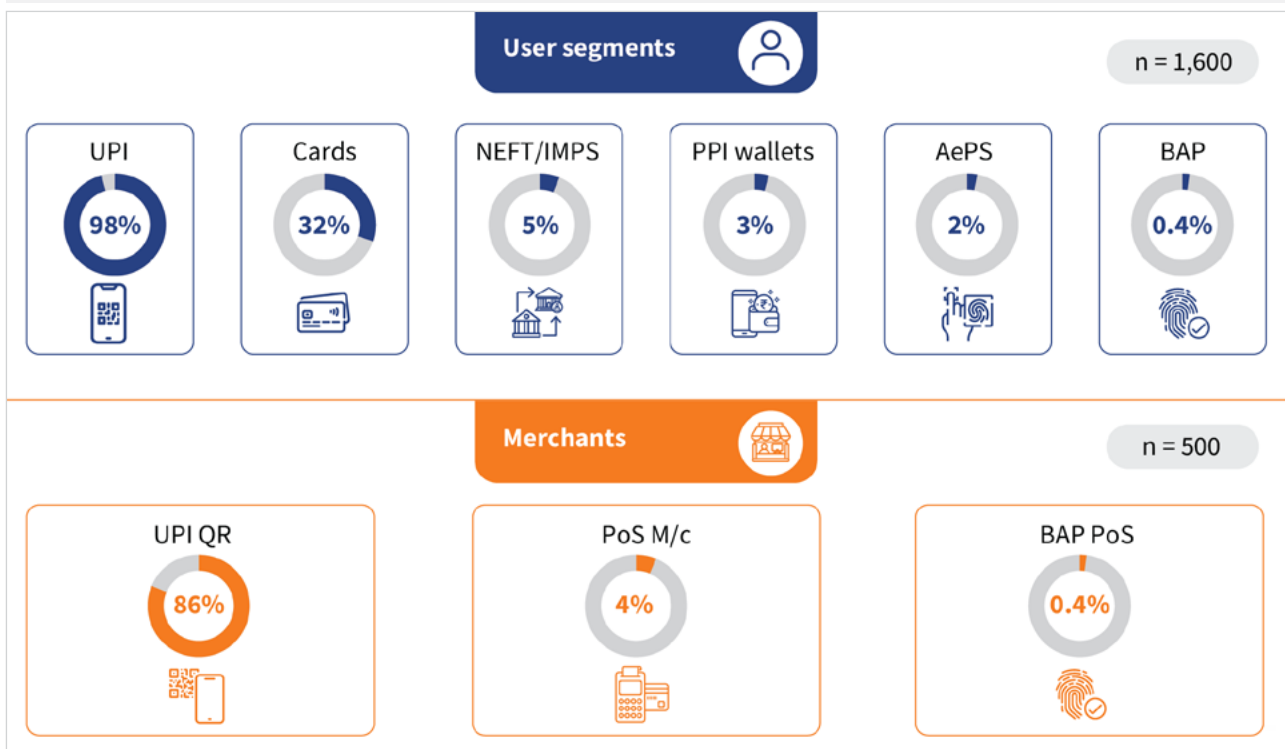 User segments
n = 1,600
UPI
Cards
NEFT/IMPS
PPI wallets
AePS
BAP
98%
32%
5%
3%
2%
0.4%
Merchants
n = 500
UPI QR
PoS M/c
BAP PoS
86%
4%
0.4%